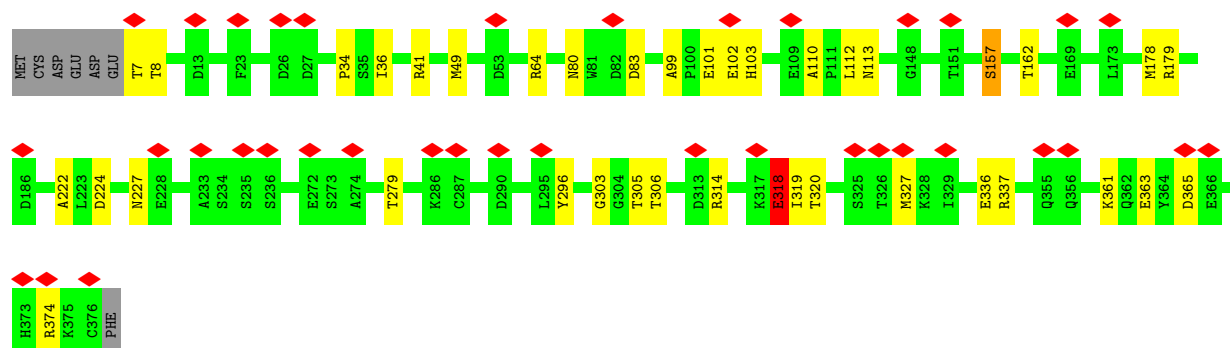 MET CYS ASP GLU ASP GLU T7 T8 D13 F23 D26 D27 P34 S35 I36 R41 M49 D53 R64 N80 W81 D82 D83 A99 P100 E101 E102 H103 E109 A110 P111 L112 N113 G148 T151 S157 T162 E169 L173 M178 R179
D186 A222 L223 D224 N227 E228 A233 S234 S235 S236 E272 S273 A274 T279 K286 C287 D290 L295 Y296 G303 G304 T305 T306 D313 R314 K317 E318 I319 T320 S325 T326 M327 K328 I329 E336 R337 Q355 Q356 K361 Q362 E363 Y364 D365 E366
H373 R374 K375 C376 PHE